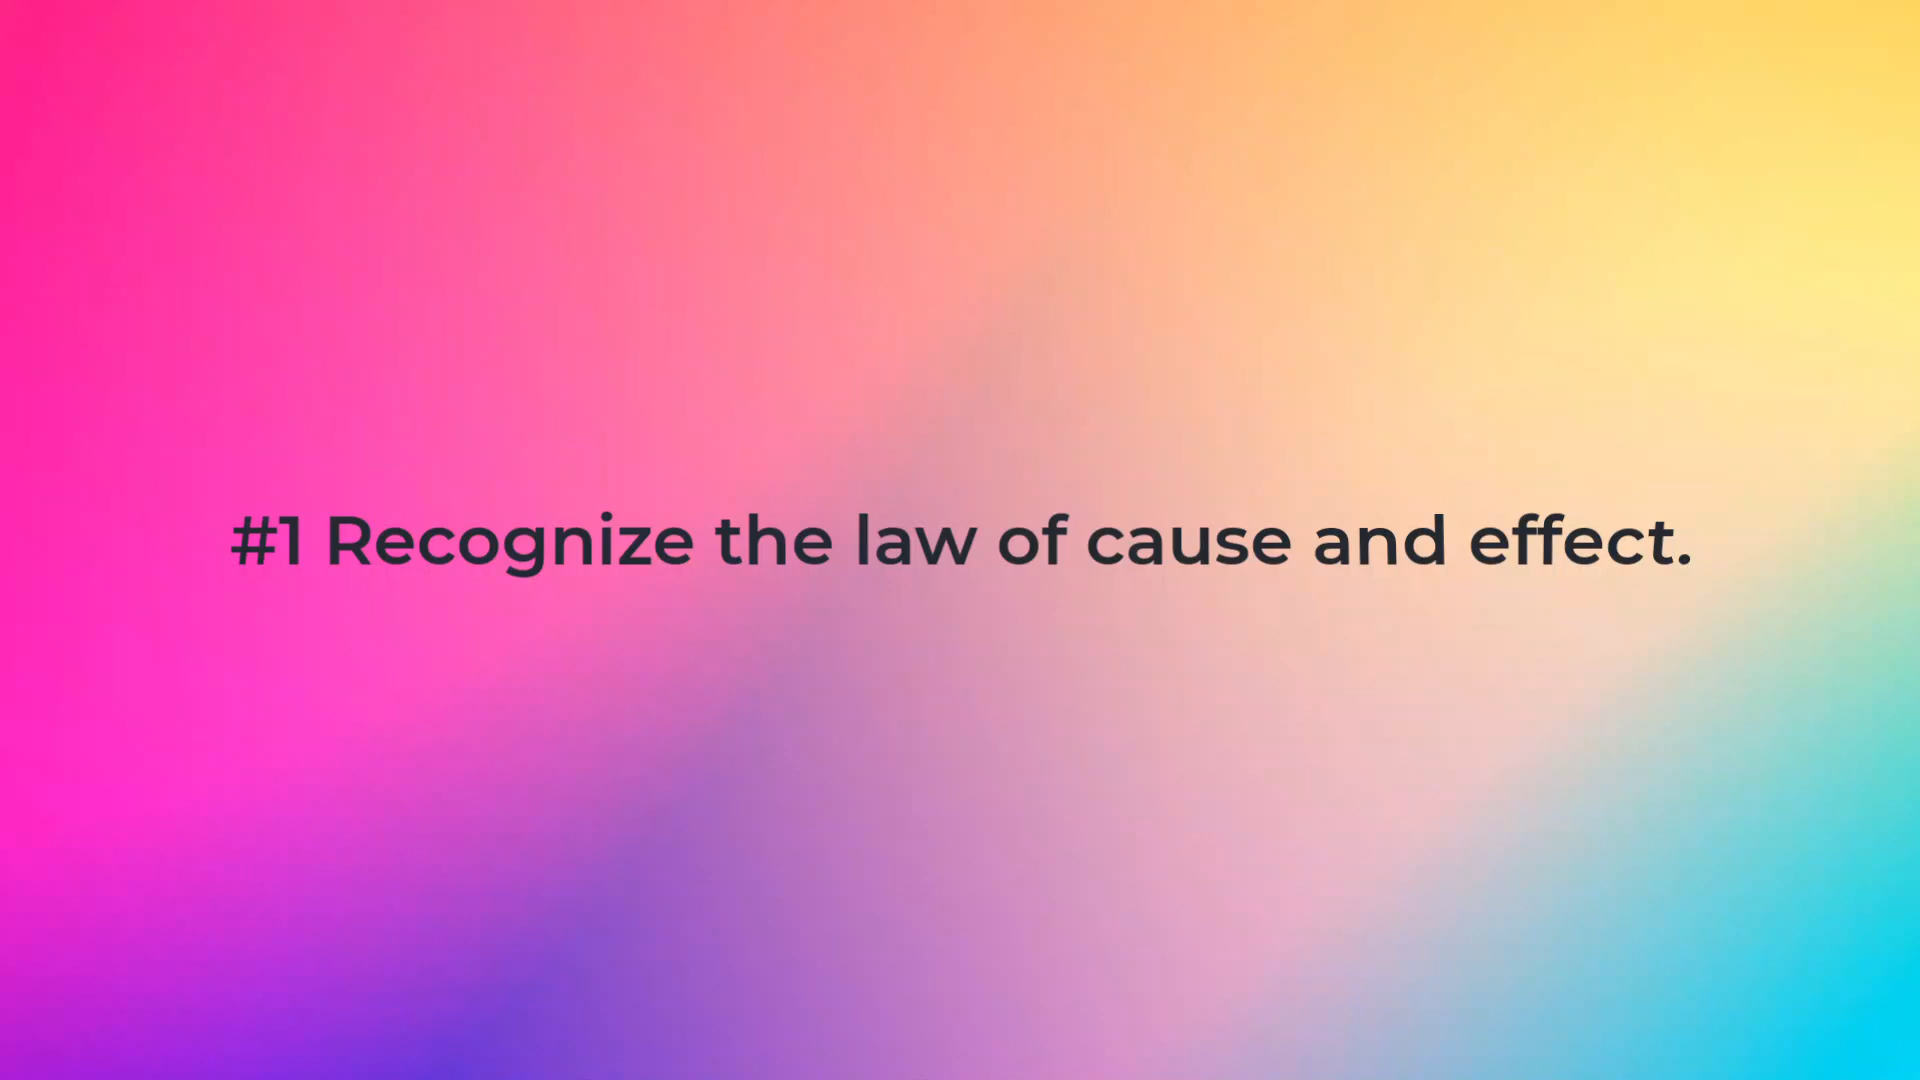 #1 Recognize the law of cause and effect.